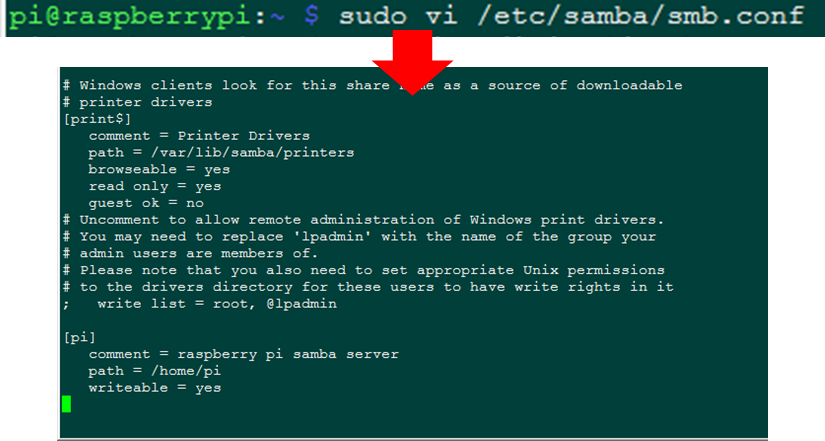 pi@raspberrypi:~ $ sudo vi /etc/samba/smb.conf
# Windows clients look for this share as a source of downloadable
# printer drivers
[print$]
comment = Printer Drivers
path = /var/lib/samba/printers
browseable = yes
read only = yes
guest ok = no
# Uncomment to allow remote administration of Windows print drivers.
# You may need to replace 'lpadmin' with the name of the group your
# admin users are members of.
# Please note that you also need to set appropriate Unix permissions
# to the drivers directory for these users to have write rights in it
; write list = root, @lpadmin
[pi]
comment = raspberry pi samba server
path = /home/pi
writeable = yes